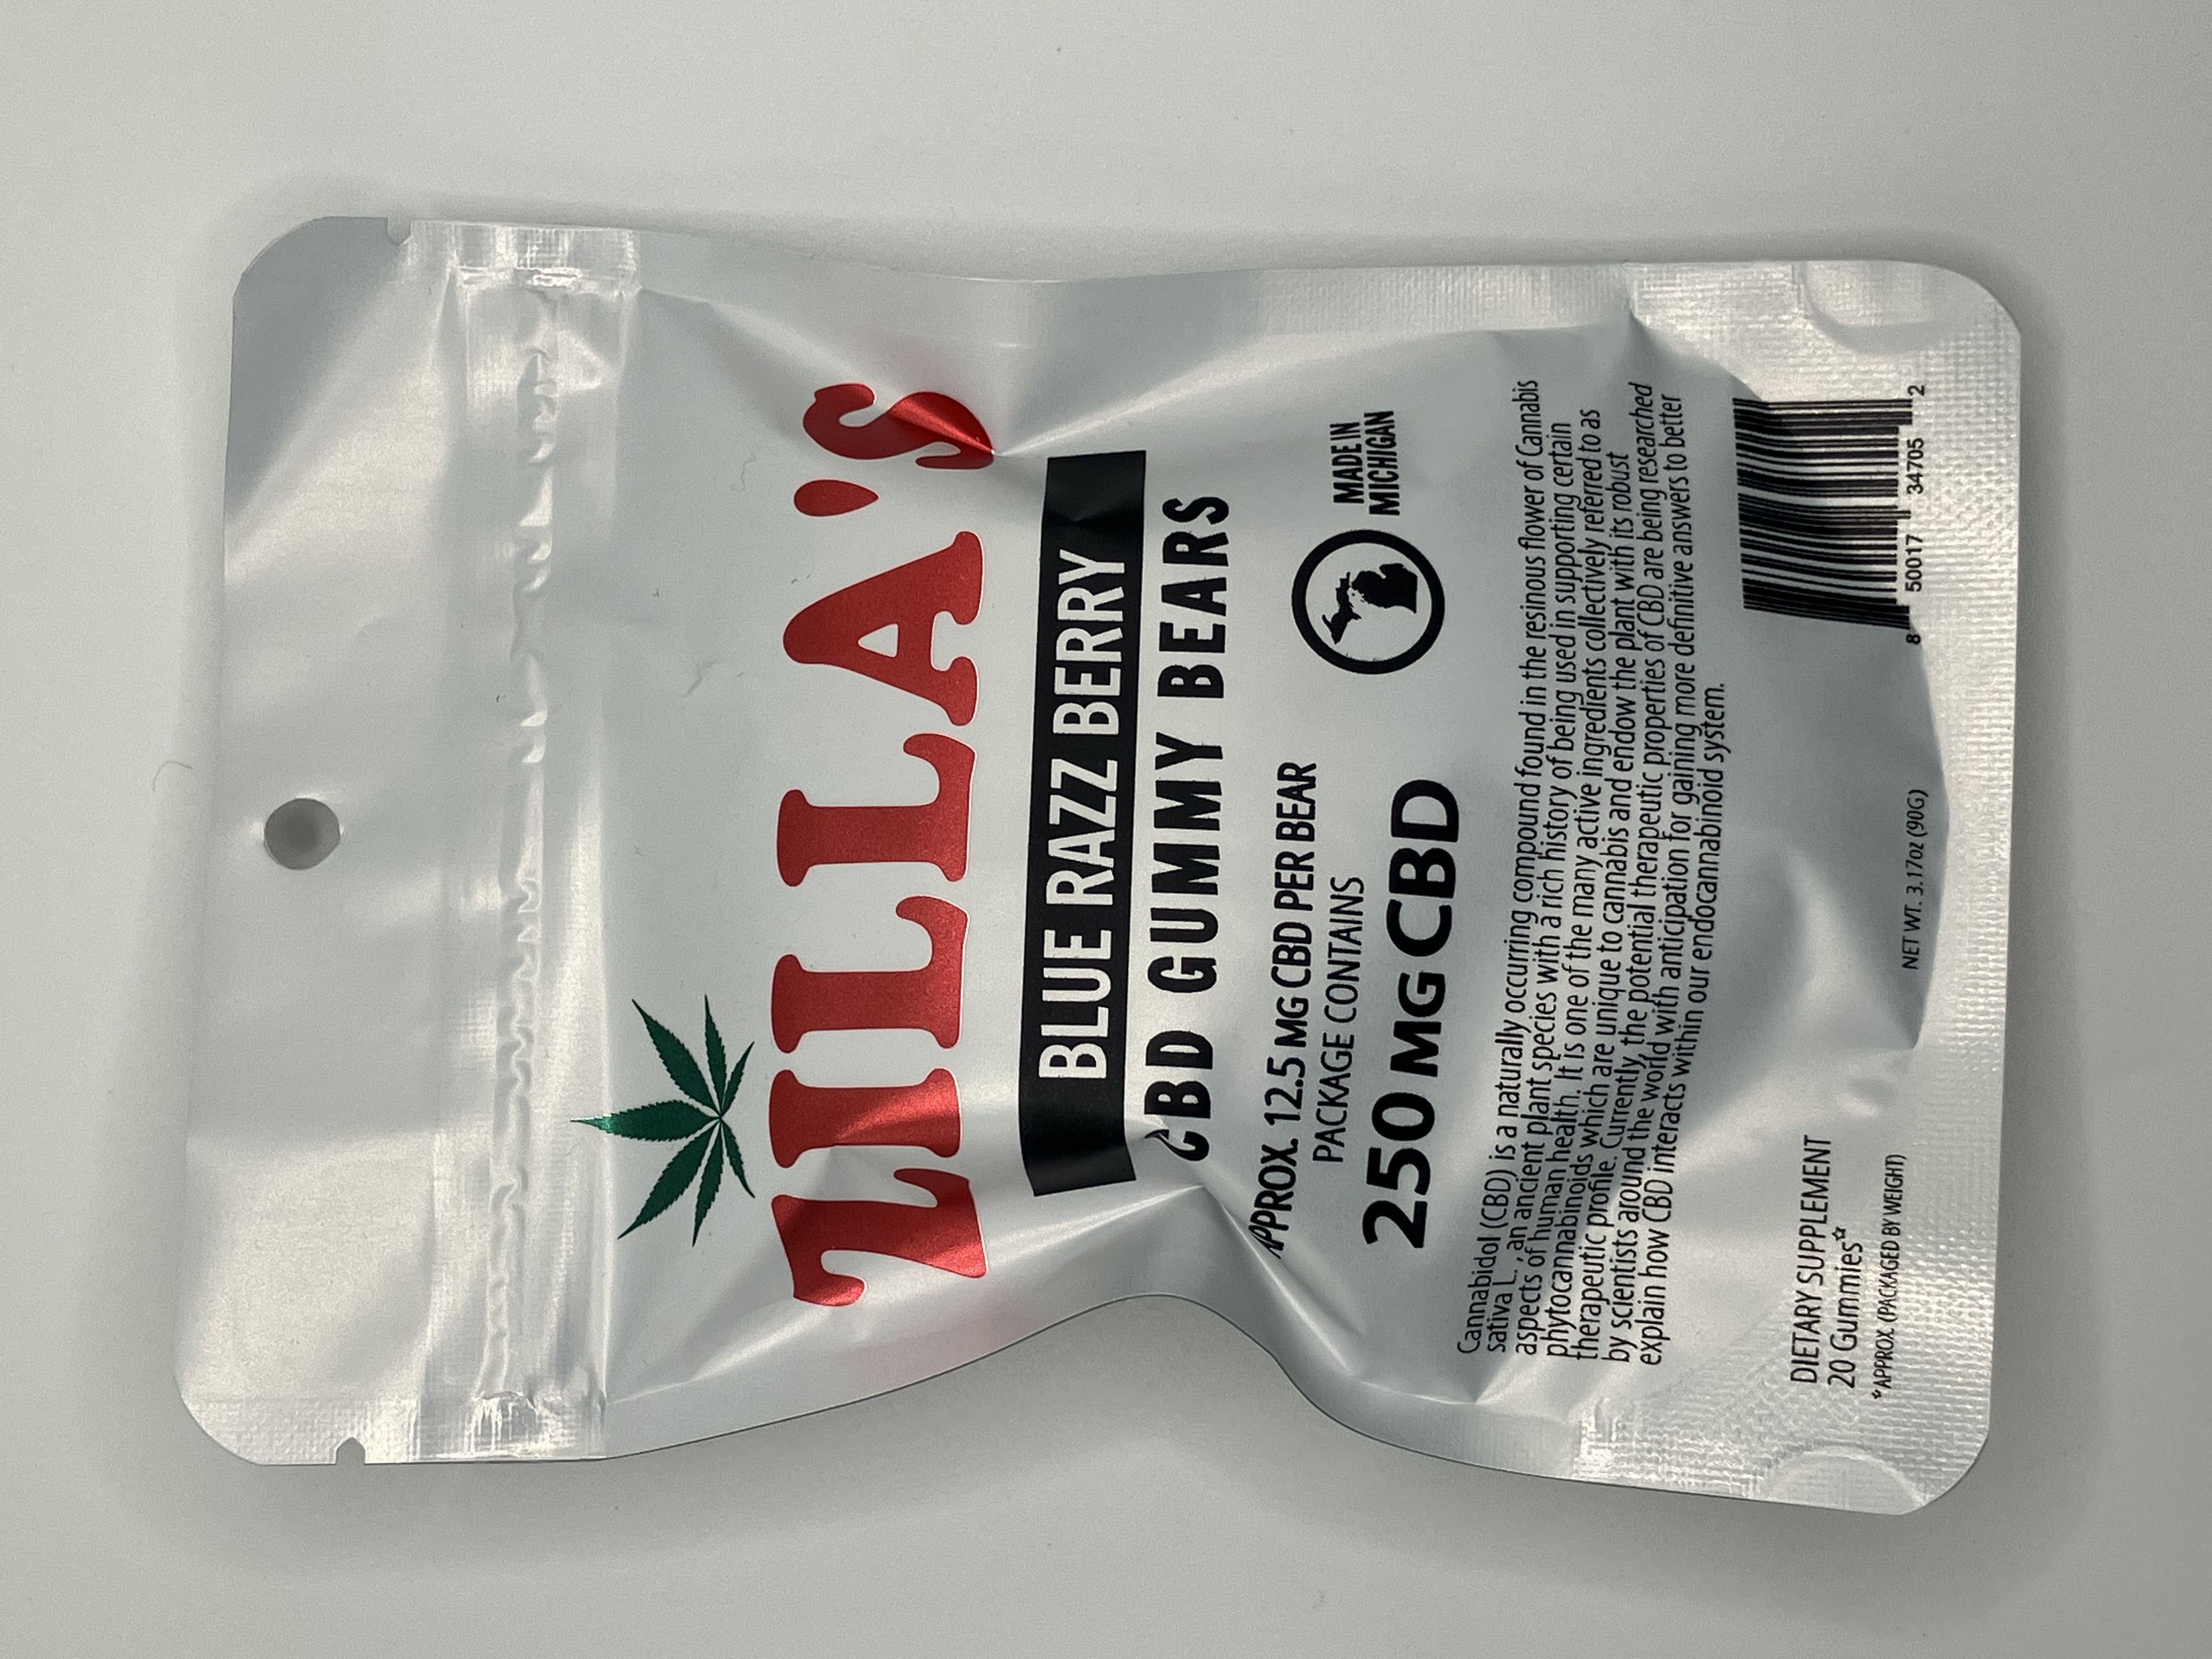 ZILLA'S
BLUE RAZZ BERRY
CBD GUMMY BEARS
APPROX. 12.5 MG CBD PER BEAR
PACKAGE CONTAINS
250 MG CBD
MADE IN
MICHIGAN
Cannabidol (CBD) is a naturally occurring compound found in the resinous flower of Cannabis
sativa L. , an ancient plant species with a rich history of being used in supporting certain
aspects of human health. It is one of the many active ingredients collectively referred to as
phytocannabinoids which are unique to cannabis and endow the plant with its robust
therapeutic profile. Currently, the potential therapeutic properties of CBD are being researched
by scientists around the world with anticipation for gaining more definitive answers to better
explain how CBD interacts within our endocannabinoid system.
DIETARY SUPPLEMENT
20 Gummies*
*APPROX. (PACKAGED BY WEIGHT)
NET WT. 3.17oz (90G)
8 50017 34705 2